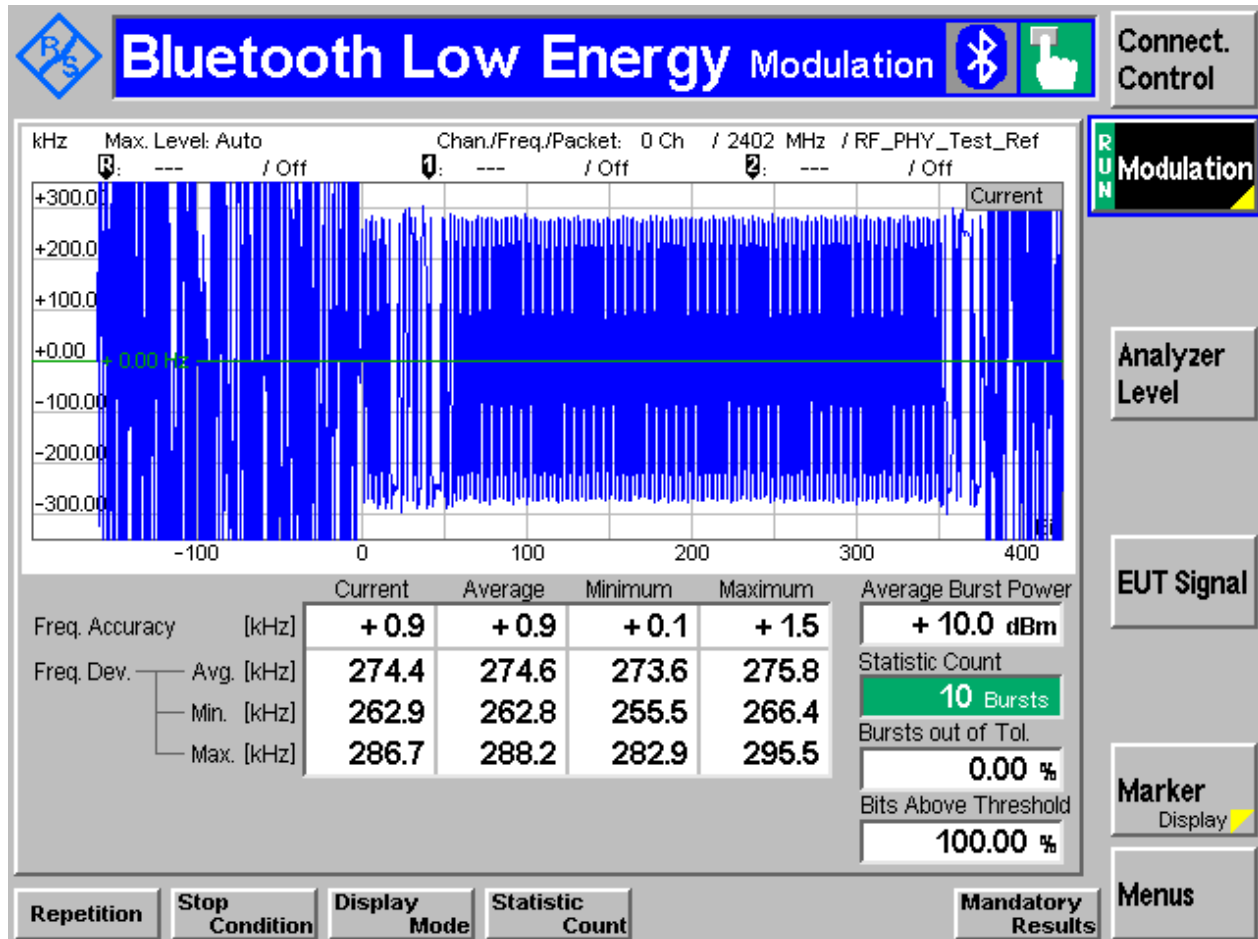 R/S
Bluetooth Low Energy Modulation
Connect. Control
kHz Max. Level: Auto Chan./Freq./Packet: 0 Ch / 2402 MHz / RF_PHY_Test_Ref
R: --- / Off 1: --- / Off 2: --- / Off
RUN Modulation
Current
+300.0
+200.0
+100.0
+0.00
+ 0.00 Hz
-100.00
-200.00
-300.00
-100 0 100 200 300 400
Analyzer Level
EUT Signal
Current Average Minimum Maximum Average Burst Power
Freq. Accuracy [kHz] + 0.9 + 0.9 + 0.1 + 1.5 + 10.0 dBm
Freq. Dev. Avg. [kHz] 274.4 274.6 273.6 275.8
Statistic Count
10 Bursts
Min. [kHz] 262.9 262.8 255.5 266.4
Bursts out of Tol.
Max. [kHz] 286.7 288.2 282.9 295.5
0.00 %
Bits Above Threshold
100.00 %
Marker
Display
Repetition
Stop Condition
Display Mode
Statistic Count
Mandatory Results
Menus